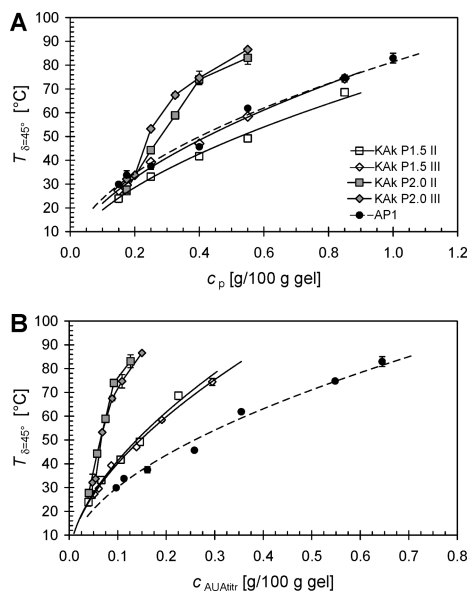 A
100
90
80
70
60
50
40
30
20
10
T δ=45° [°C]
0.0 0.2 0.4 0.6 0.8 1.0 1.2
c p [g/100 g gel]
KAk P1.5 II
KAk P1.5 III
KAk P2.0 II
KAk P2.0 III
AP1
B
100
90
80
70
60
50
40
30
20
10
T δ=45° [°C]
0.0 0.1 0.2 0.3 0.4 0.5 0.6 0.7 0.8
c AUAtitr [g/100 g gel]